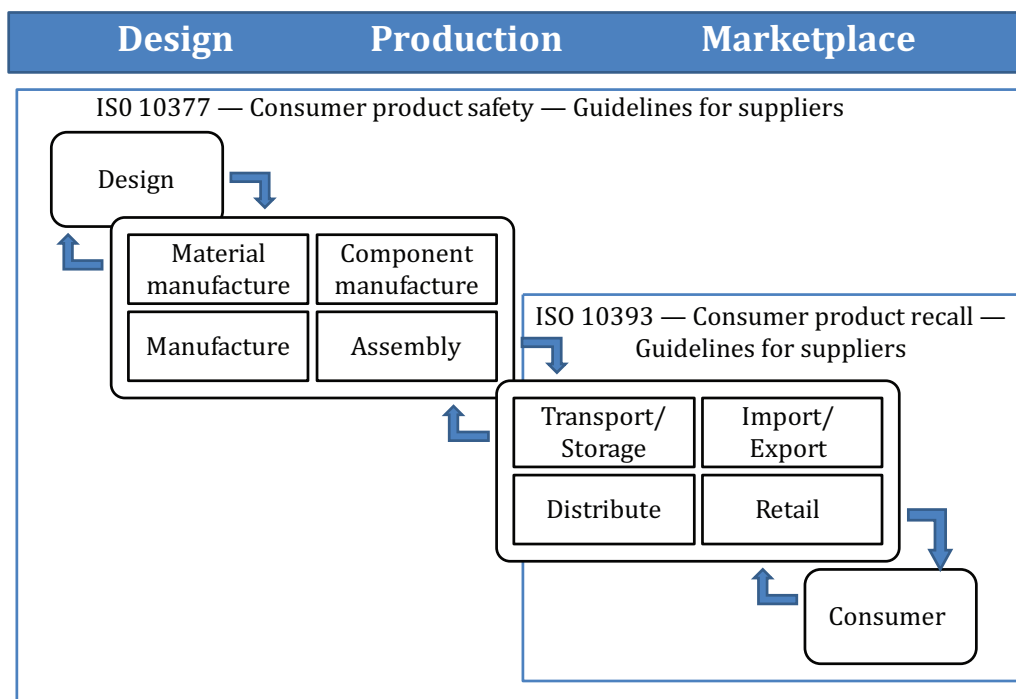 Design Production Marketplace
IS0 10377 — Consumer product safety — Guidelines for suppliers
Design
Material
manufacture
Component
manufacture
Manufacture
Assembly
ISO 10393 — Consumer product recall —
Guidelines for suppliers
Transport/
Storage
Import/
Export
Distribute
Retail
Consumer